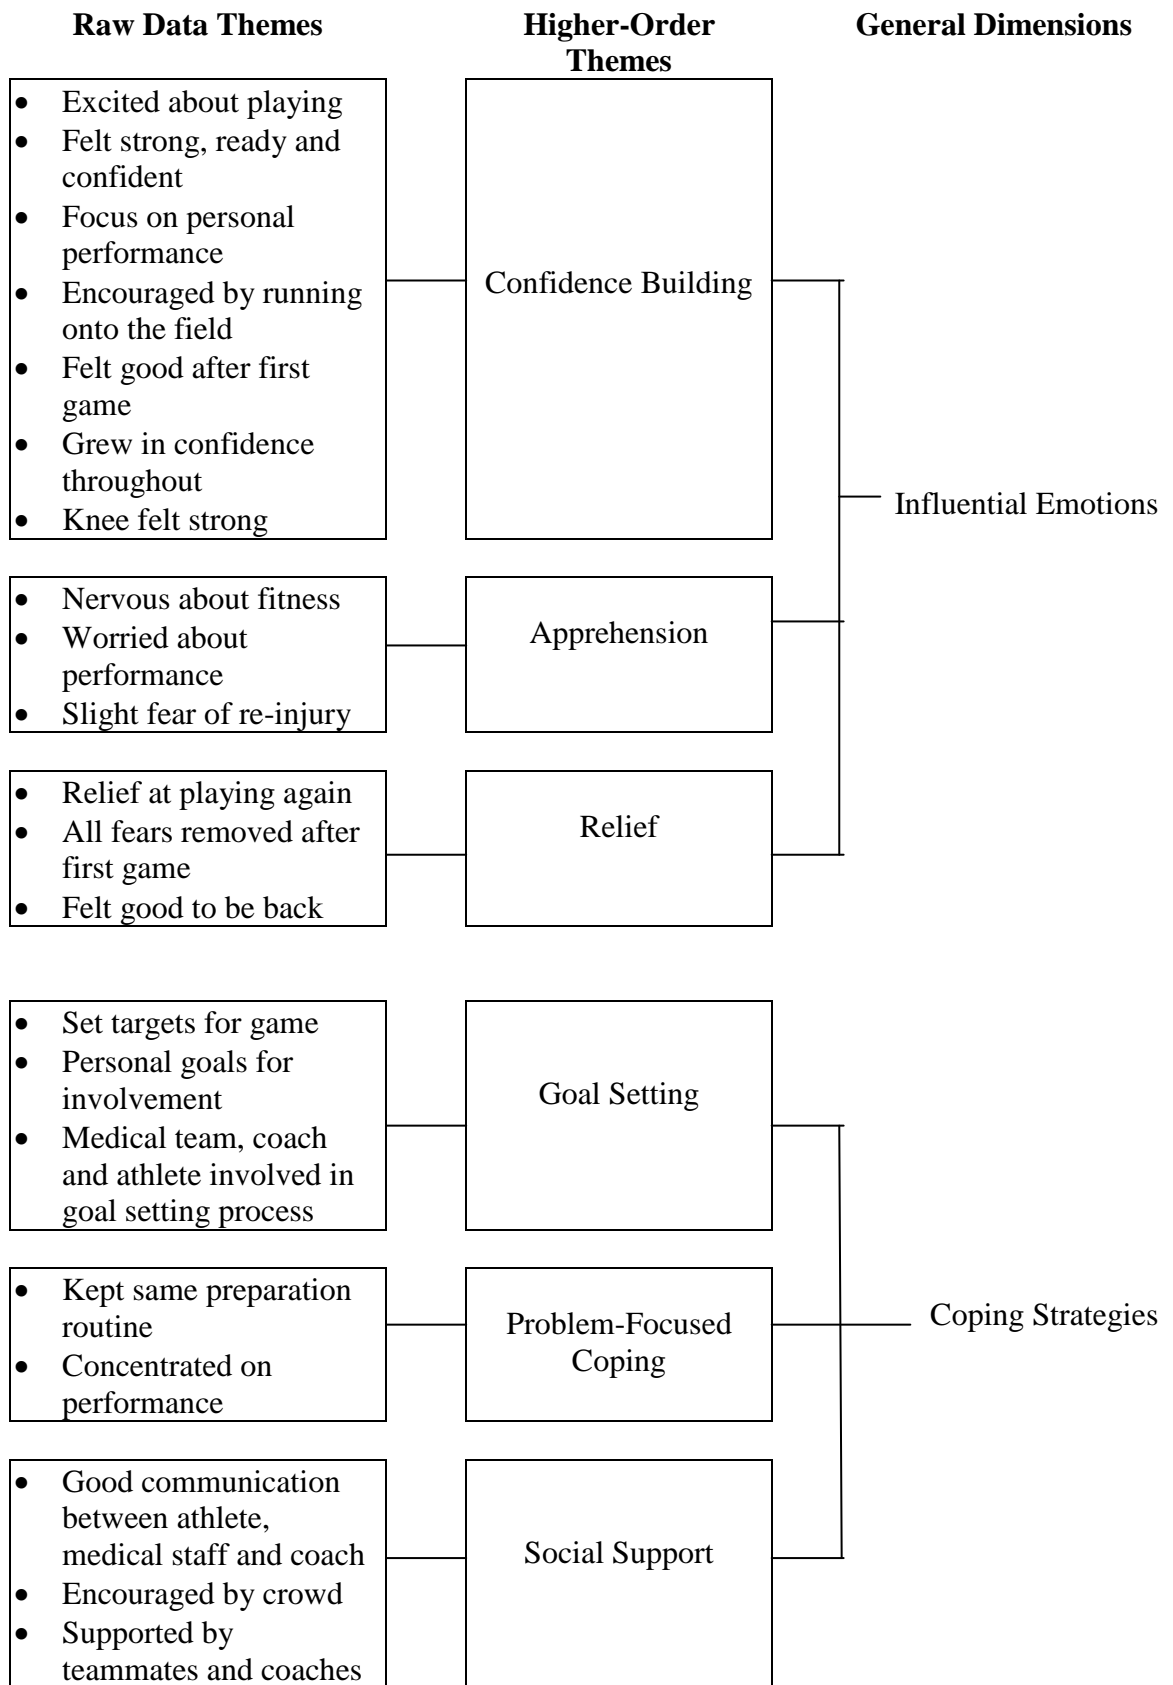 Raw Data Themes
Higher-Order
Themes
General Dimensions
• Excited about playing
• Felt strong, ready and
confident
• Focus on personal
performance
• Encouraged by running
onto the field
• Felt good after first
game
• Grew in confidence
throughout
• Knee felt strong
Confidence Building
Influential Emotions
• Nervous about fitness
• Worried about
performance
• Slight fear of re-injury
Apprehension
• Relief at playing again
• All fears removed after
first game
• Felt good to be back
Relief
• Set targets for game
• Personal goals for
involvement
• Medical team, coach
and athlete involved in
goal setting process
Goal Setting
• Kept same preparation
routine
• Concentrated on
performance
Problem-Focused
Coping
Coping Strategies
• Good communication
between athlete,
medical staff and coach
• Encouraged by crowd
• Supported by
teammates and coaches
Social Support